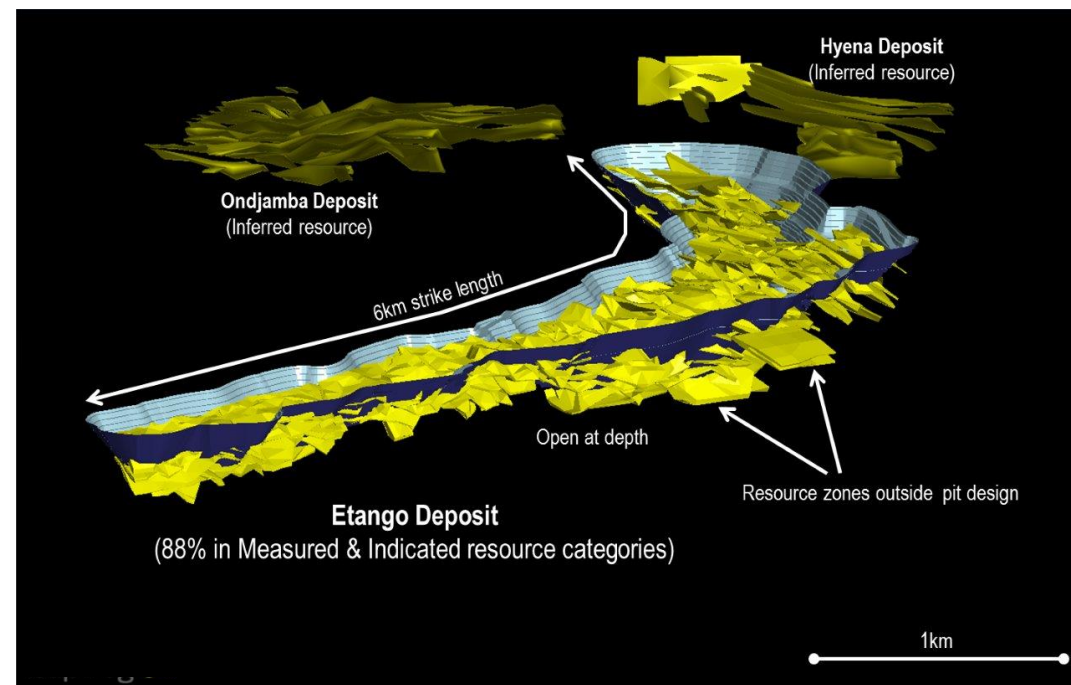 Hyena Deposit
(Inferred resource)
Ondjamba Deposit
(Inferred resource)
6km strike length
Open at depth
Resource zones outside pit design
Etango Deposit
(88% in Measured & Indicated resource categories)
1km